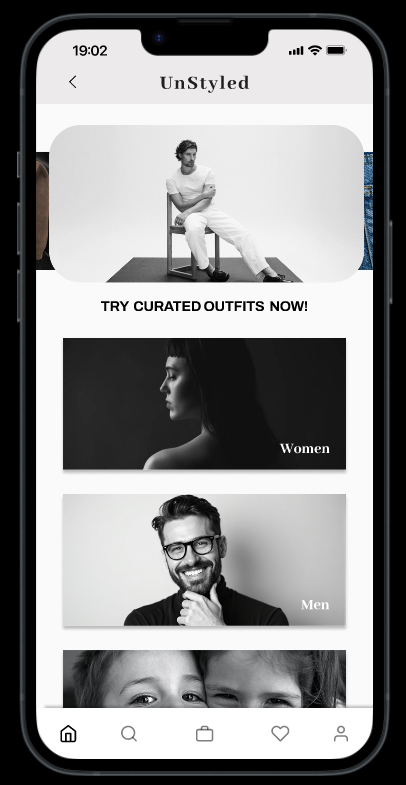 19:02
UnStyled
TRY CURATED OUTFITS NOW!
Women
Men